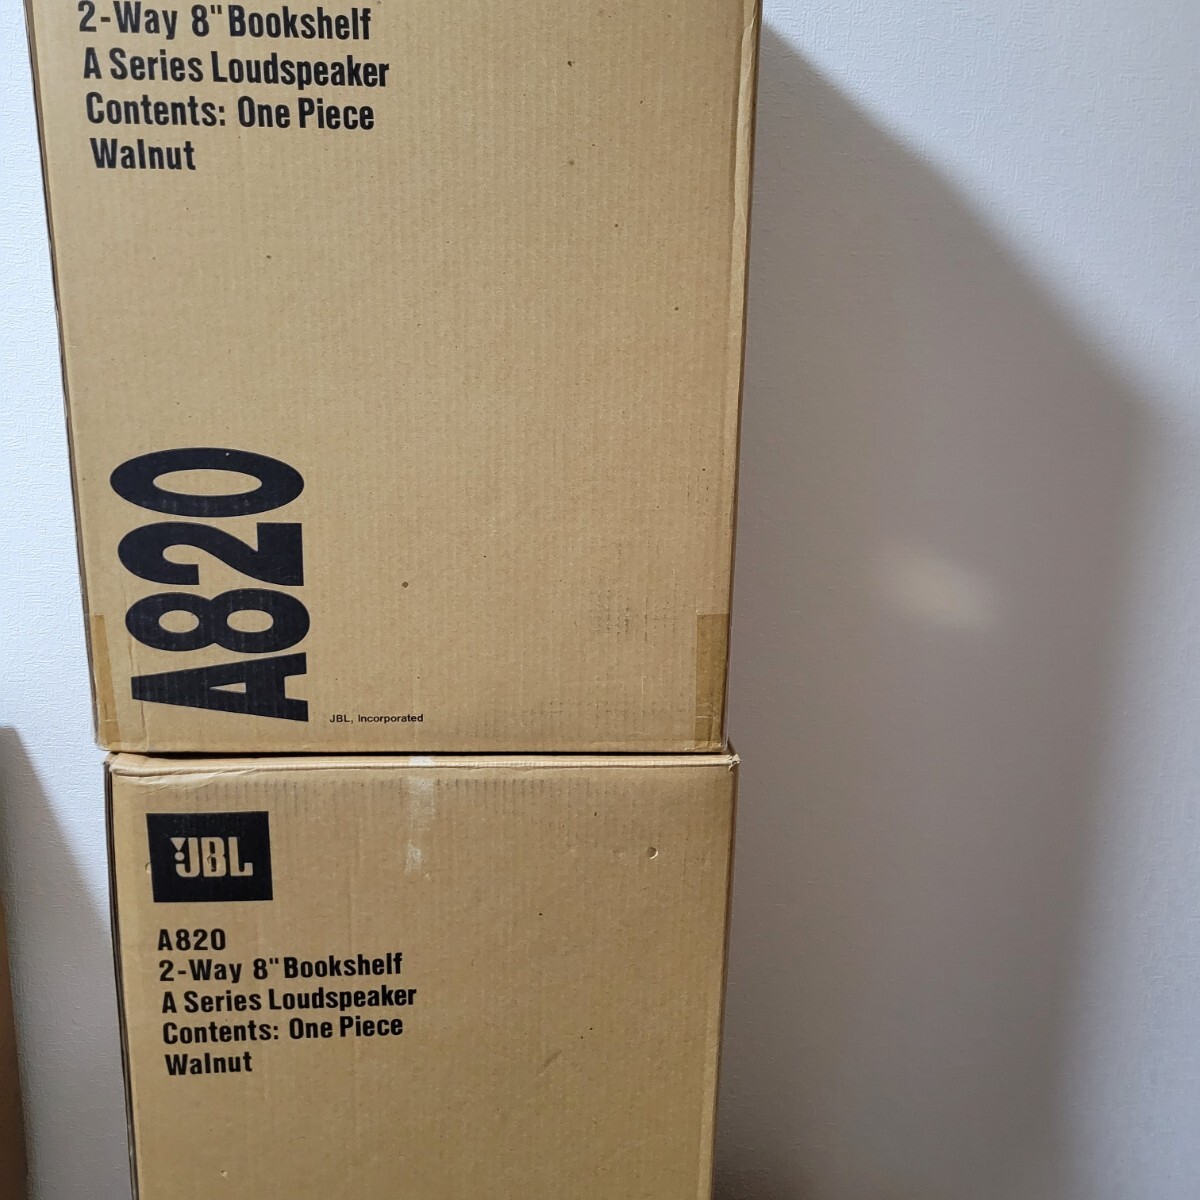 2-Way 8" Bookshelf
A Series Loudspeaker
Contents: One Piece
Walnut
A820
JBL, Incorporated
JBL
A820
2-Way 8" Bookshelf
A Series Loudspeaker
Contents: One Piece
Walnut